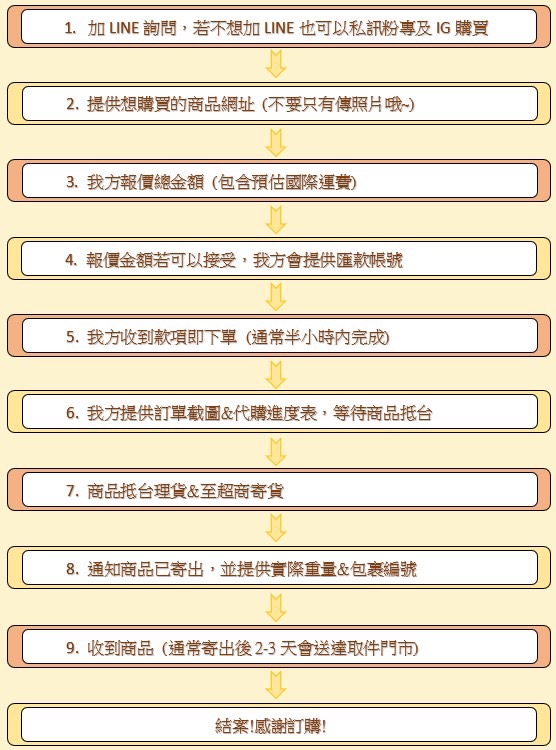 1. 加 LINE 詢問，若不想加 LINE 也可以私訊粉專及 IG 購買
2. 提供想購買的商品網址 (不要只有傳照片哦~)
3. 我方報價總金額 (包含預估國際運費)
4. 報價金額若可以接受，我方會提供匯款帳號
5. 我方收到款項即下單 (通常半小時內完成)
6. 我方提供訂單截圖&代購進度表，等待商品抵台
7. 商品抵台理貨&至超商寄貨
8. 通知商品已寄出，並提供實際重量&包裹編號
9. 收到商品 (通常寄出後 2-3 天會送達取件門市)
結案!感謝訂購!